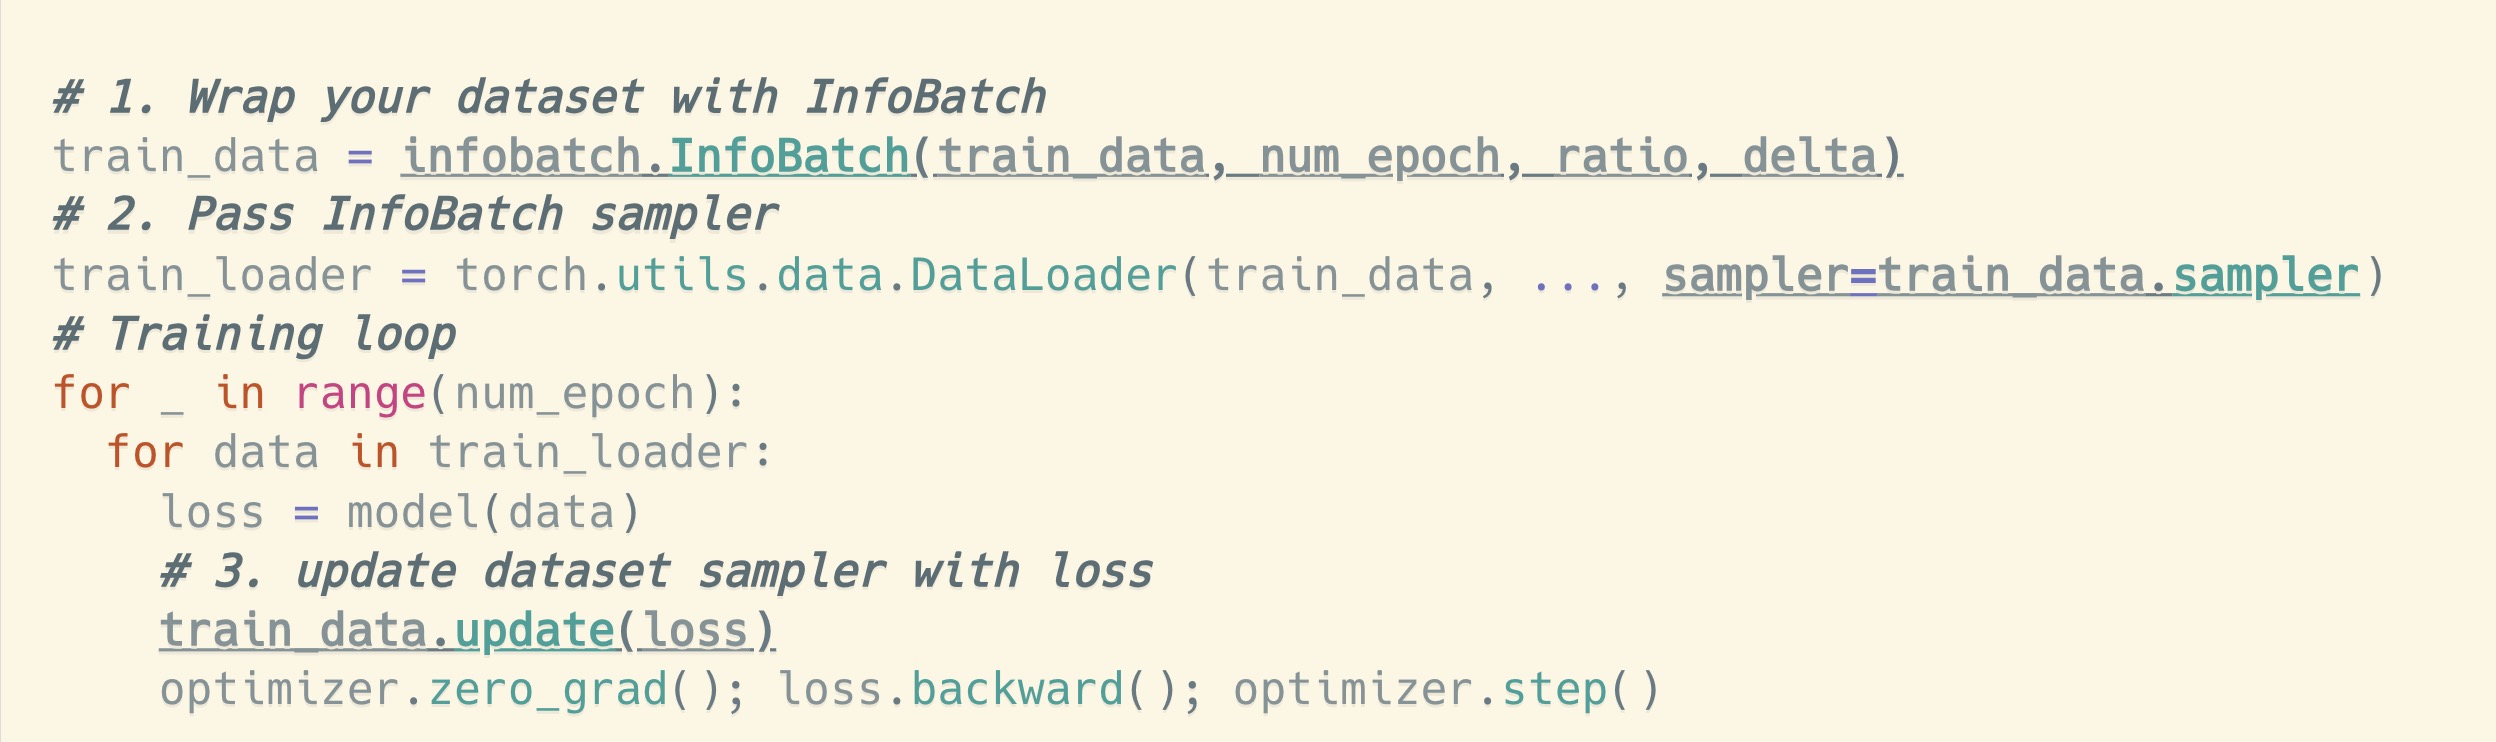 # 1. Wrap your dataset with InfoBatch
train_data = infobatch.InfoBatch(train_data, num_epoch, ratio, delta)
# 2. Pass InfoBatch sampler
train_loader = torch.utils.data.DataLoader(train_data, ..., sampler=train_data.sampler)
# Training loop
for _ in range(num_epoch):
  for data in train_loader:
    loss = model(data)
    # 3. update dataset sampler with loss
    train_data.update(loss)
    optimizer.zero_grad(); loss.backward(); optimizer.step()